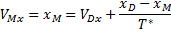 V_{Mx} = x_M = V_{Dx} + \frac{x_D - x_M}{T^*}